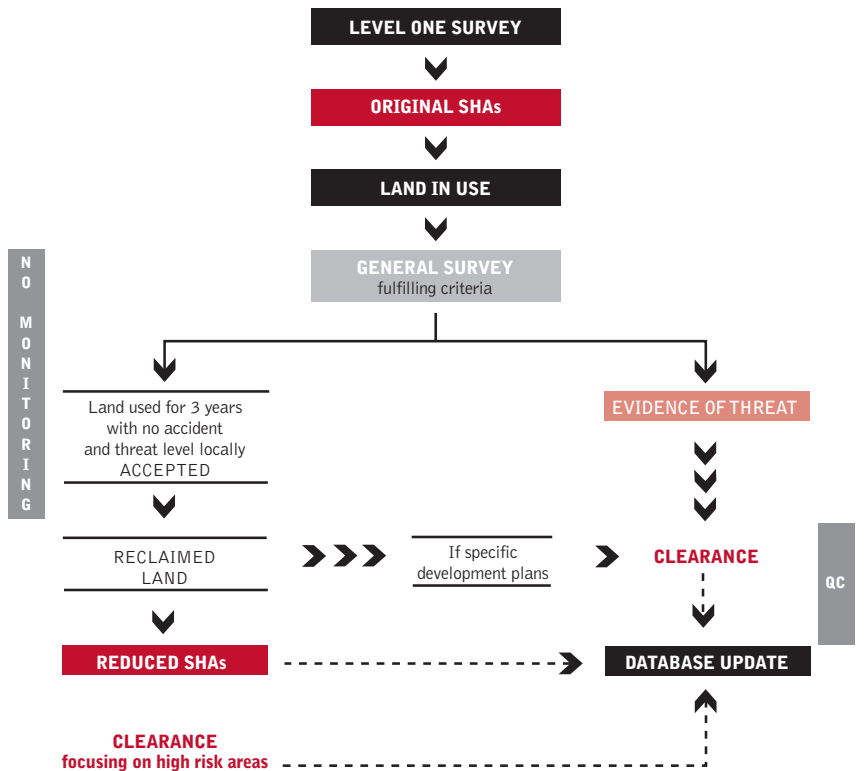 LEVEL ONE SURVEY
ORIGINAL SHAs
LAND IN USE
GENERAL SURVEY
fulfilling criteria
NO MONITORING
Land used for 3 years
with no accident
and threat level locally
ACCEPTED
EVIDENCE OF THREAT
RECLAIMED
LAND
If specific
development plans
CLEARANCE
QC
REDUCED SHAs
DATABASE UPDATE
CLEARANCE
focusing on high risk areas